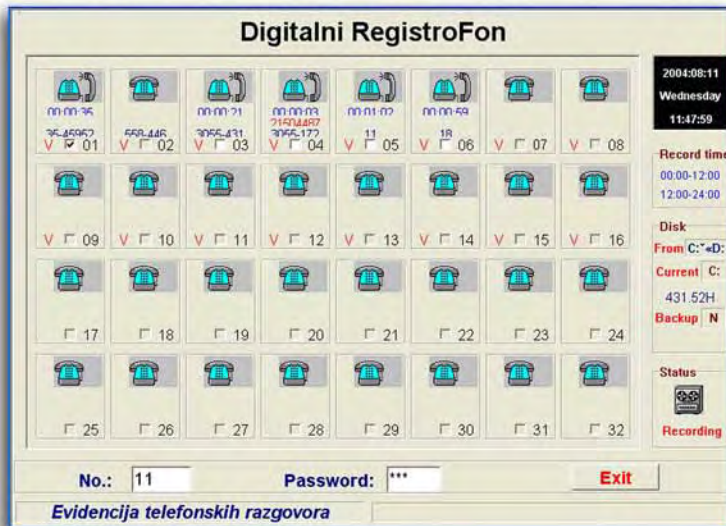 Digitalni RegistroFon
00:00:35 00:00:21 00:00:03 00:01:02 00:00:59
21504487
35-45952 558-446 3055-431 3055-172 11 18
V 01 V 02 V 03 V 04 V 05 V 06 V 07 V 08
V 09 V 10 V 11 V 12 V 13 V 14 V 15 V 16
17 18 19 20 21 22 23 24
25 26 27 28 29 30 31 32
2004:08:11
Wednesday
11:47:59
Record time
00:00-12:00
12:00-24:00
Disk
From C:"«D:
Current C:
431.52H
Backup N
Status
Recording
No.: 11 Password: *** Exit
Evidencija telefonskih razgovora